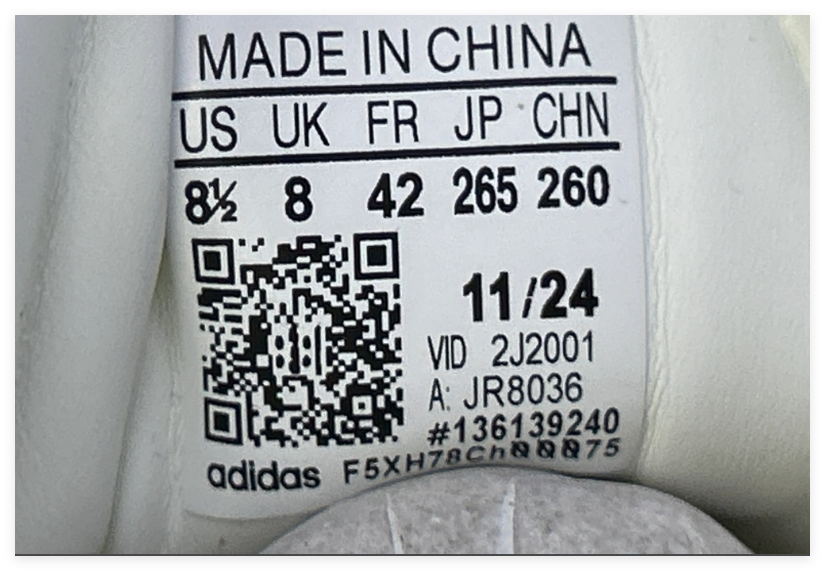 MADE IN CHINA
US UK FR JP CHN
8½ 8 42 265 260
11/24
VID 2J2001
A: JR8036
#136139240
adidas F5XH78Ch00075